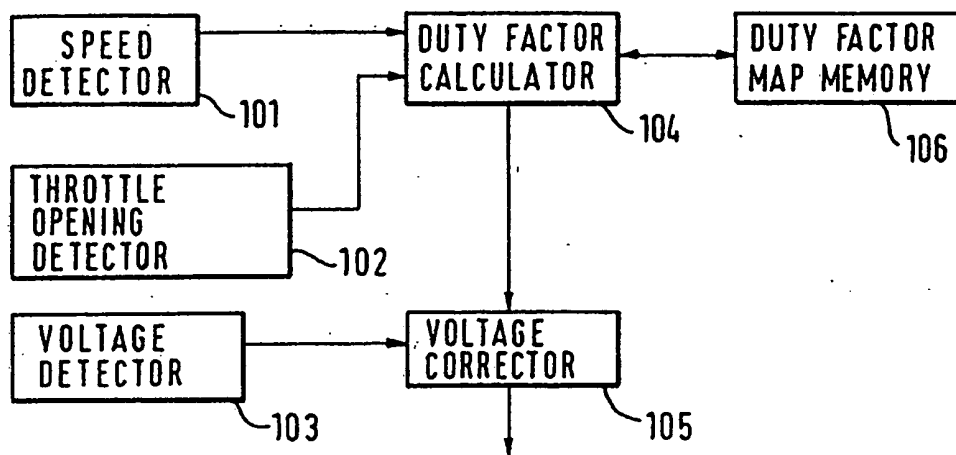 SPEED
DETECTOR
101
DUTY FACTOR
CALCULATOR
104
DUTY FACTOR
MAP MEMORY
106
THROTTLE
OPENING
DETECTOR
102
VOLTAGE
DETECTOR
103
VOLTAGE
CORRECTOR
105